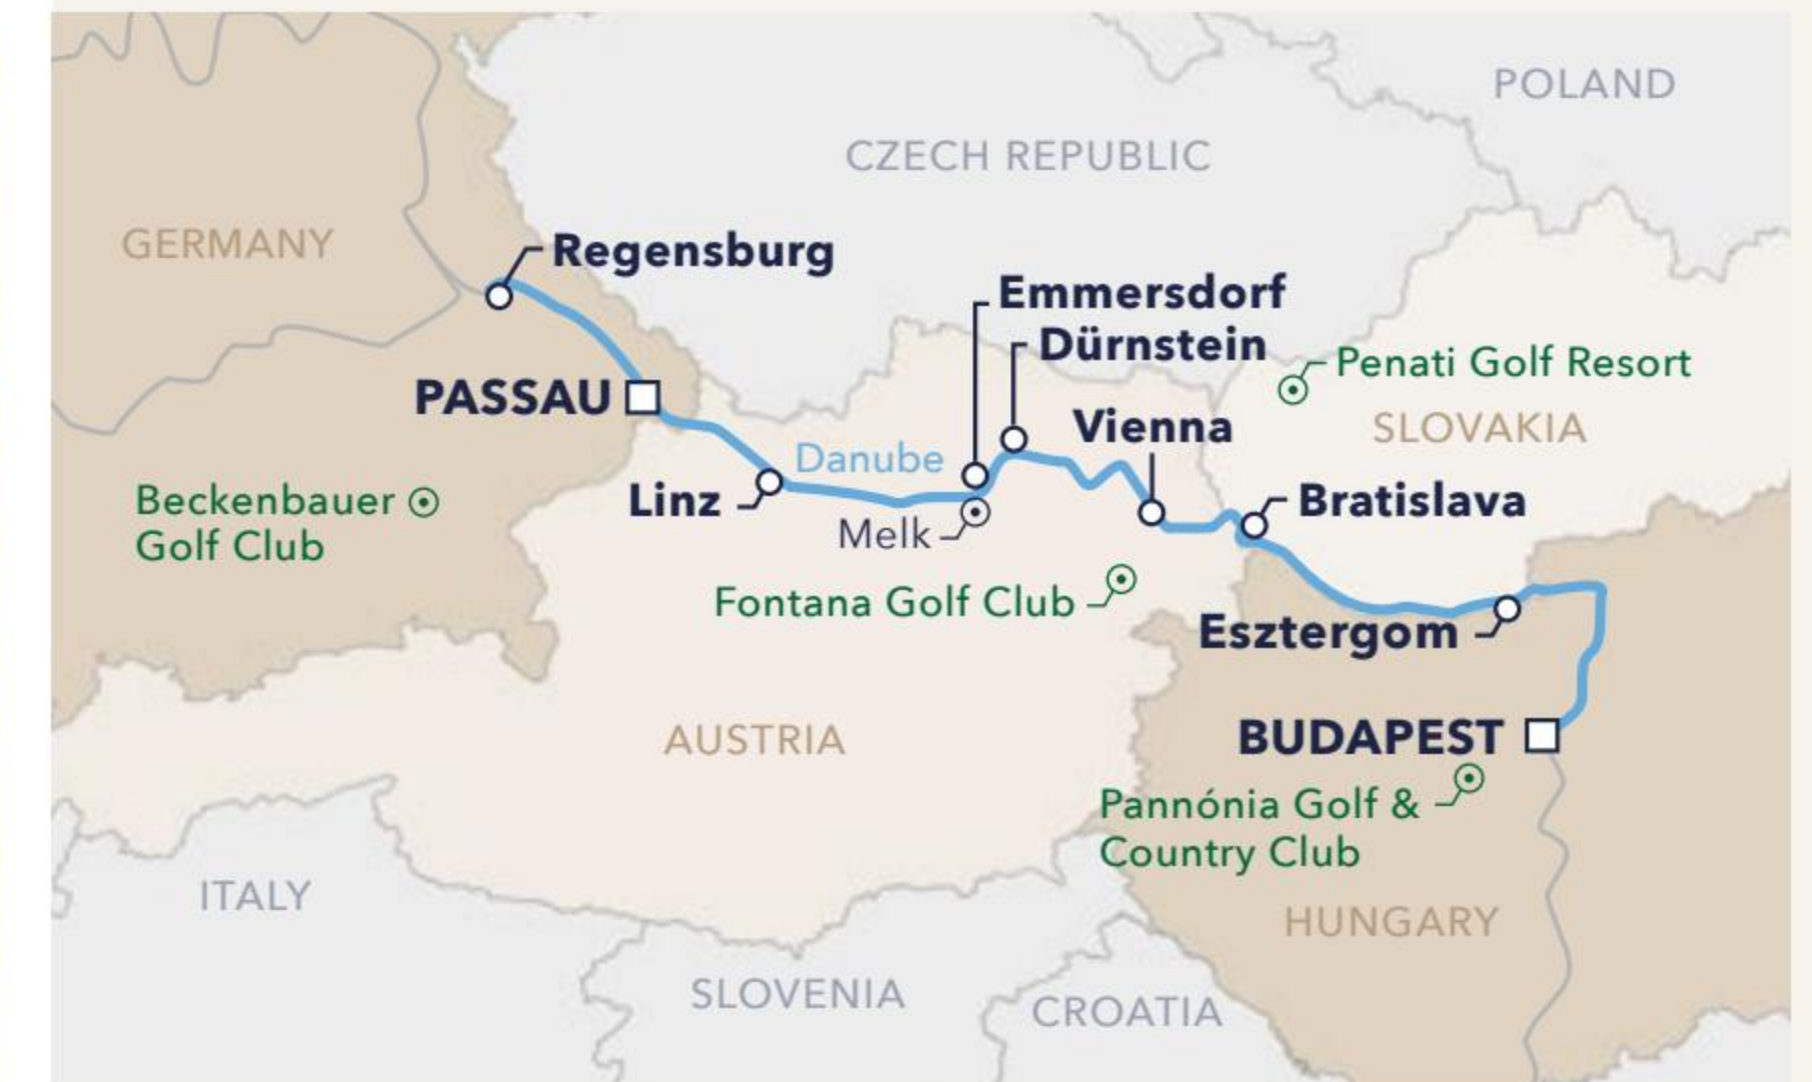 POLAND
CZECH REPUBLIC
GERMANY
Regensburg
Emmersdorf
Dürnstein
Penati Golf Resort
PASSAU
Vienna
SLOVAKIA
Danube
Beckenbauer
Golf Club
Linz
Bratislava
Melk
Fontana Golf Club
Esztergom
AUSTRIA
BUDAPEST
Pannónia Golf &
Country Club
ITALY
HUNGARY
SLOVENIA
CROATIA